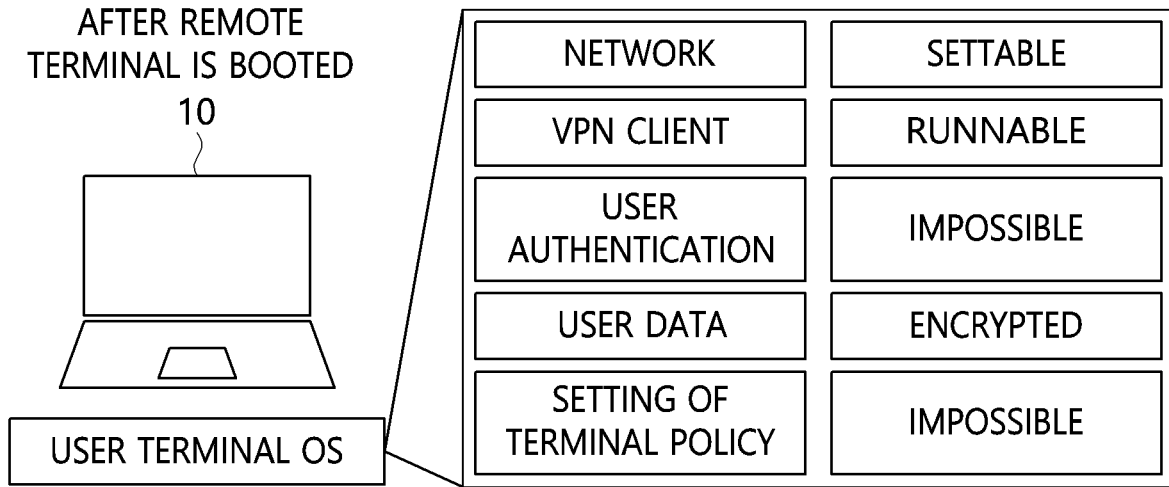 AFTER REMOTE
TERMINAL IS BOOTED
10
USER TERMINAL OS
NETWORK
SETTABLE
VPN CLIENT
RUNNABLE
USER
AUTHENTICATION
IMPOSSIBLE
USER DATA
ENCRYPTED
SETTING OF
TERMINAL POLICY
IMPOSSIBLE